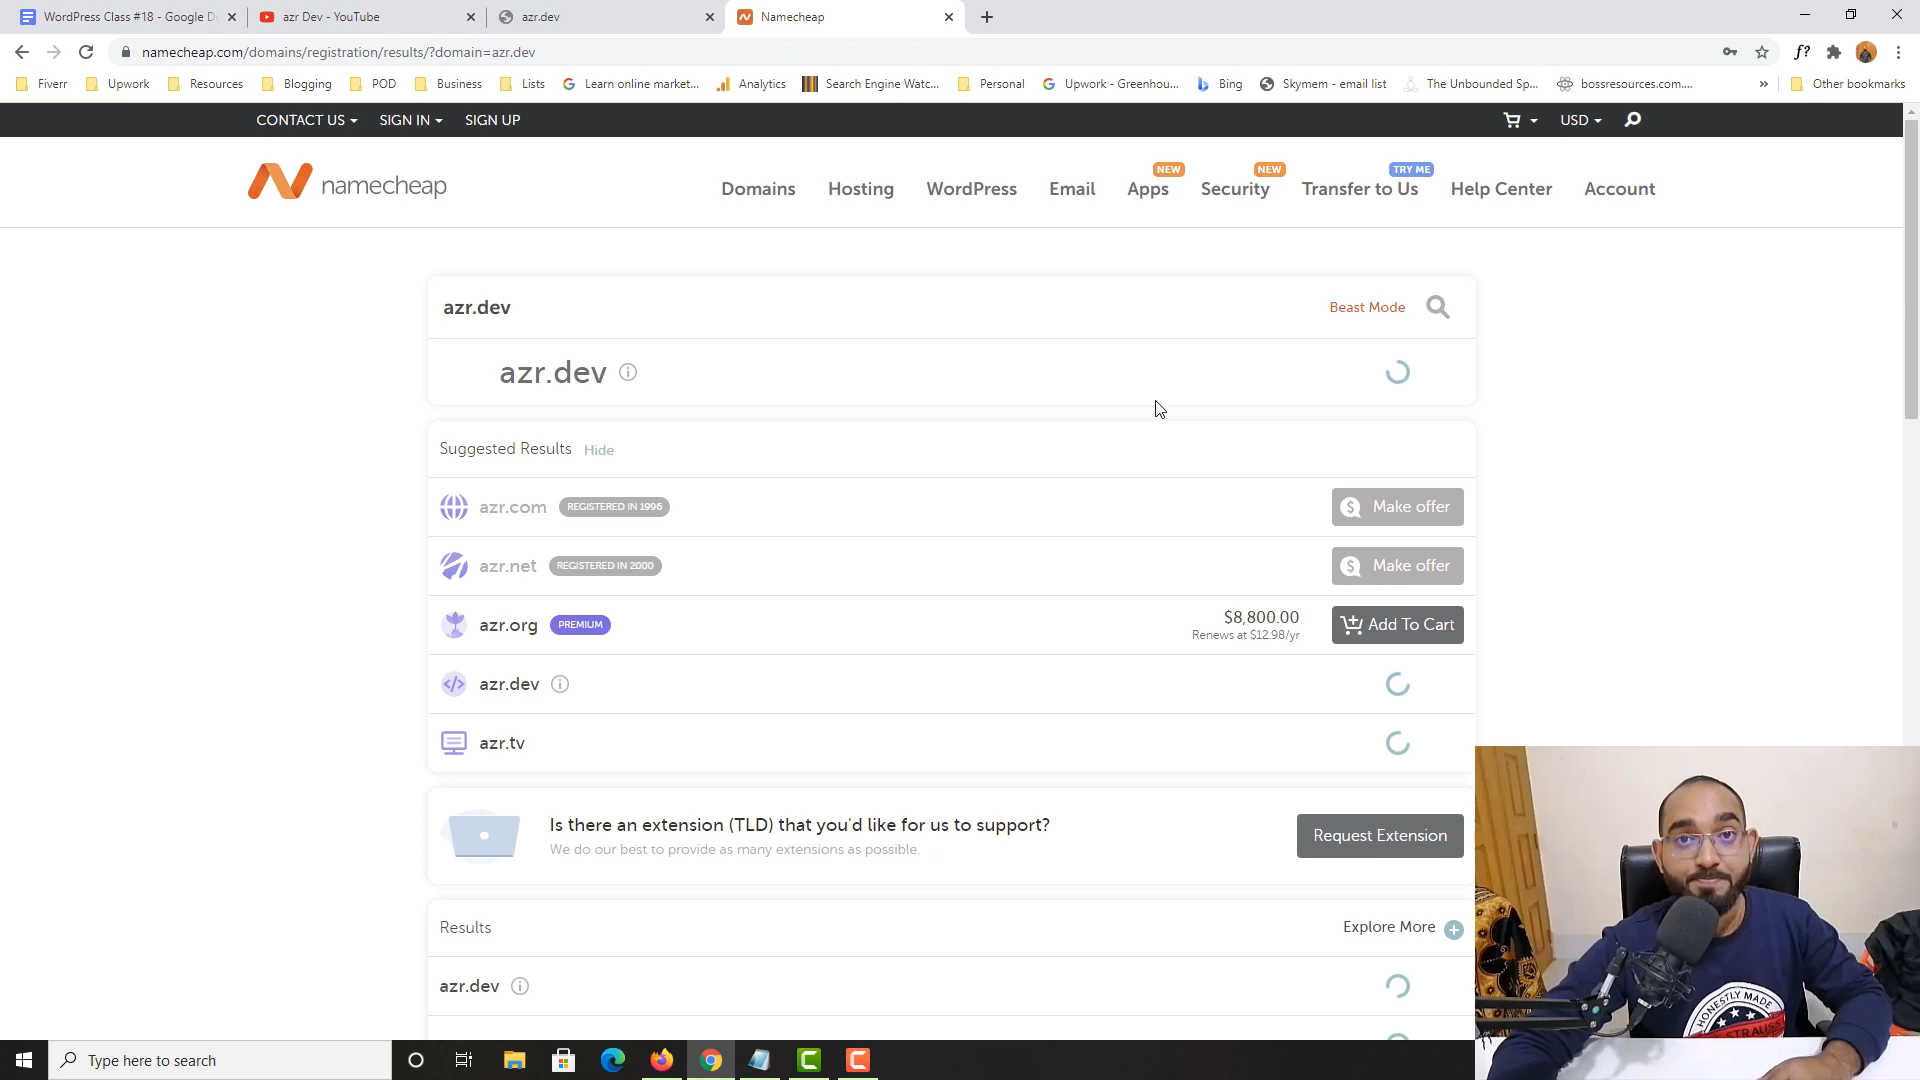 WordPress Class #18 - Google Do
azr Dev - YouTube
azr.dev
Namecheap
namecheap.com/domains/registration/results/?domain=azr.dev
f?
Fiverr
Upwork
Resources
Blogging
POD
Business
Lists
Learn online market...
Analytics
Search Engine Watc...
Personal
Upwork - Greenhou...
Bing
Skymem - email list
The Unbounded Sp...
bossresources.com....
»
Other bookmarks
CONTACT US
SIGN IN
SIGN UP
USD
namecheap
Domains
Hosting
WordPress
Email
NEW
Apps
NEW
Security
TRY ME
Transfer to Us
Help Center
Account
azr.dev
Beast Mode
azr.dev
Suggested Results Hide
azr.com REGISTERED IN 1996
Make offer
azr.net REGISTERED IN 2000
Make offer
azr.org PREMIUM
$8,800.00
Renews at $12.98/yr
Add To Cart
azr.dev
azr.tv
Is there an extension (TLD) that you'd like for us to support?
We do our best to provide as many extensions as possible.
Request Extension
Results
Explore More
azr.dev
HONESTLY MADE
STRAUSS
Type here to search